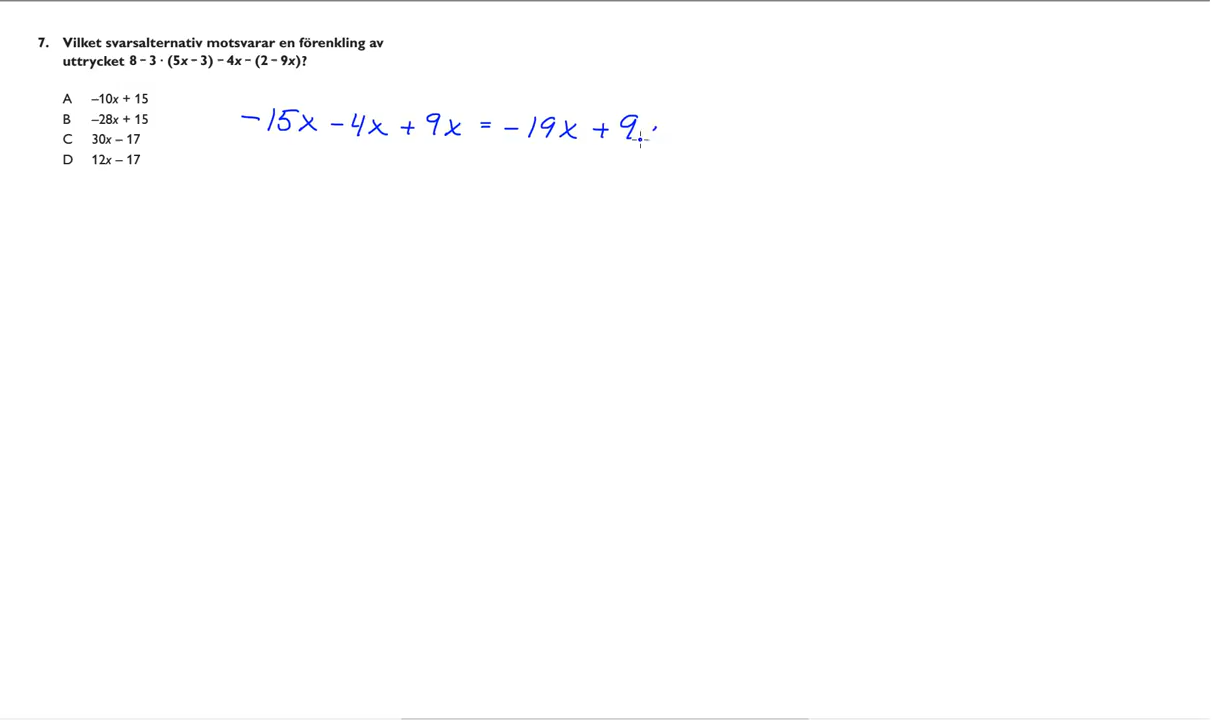 7. Vilket svarsalternativ motsvarar en förenkling av
uttrycket 8 – 3 · (5x – 3) – 4x – (2 – 9x)?
A –10x + 15
B –28x + 15
C 30x – 17
D 12x – 17
-15x - 4x + 9x = -19x + 9